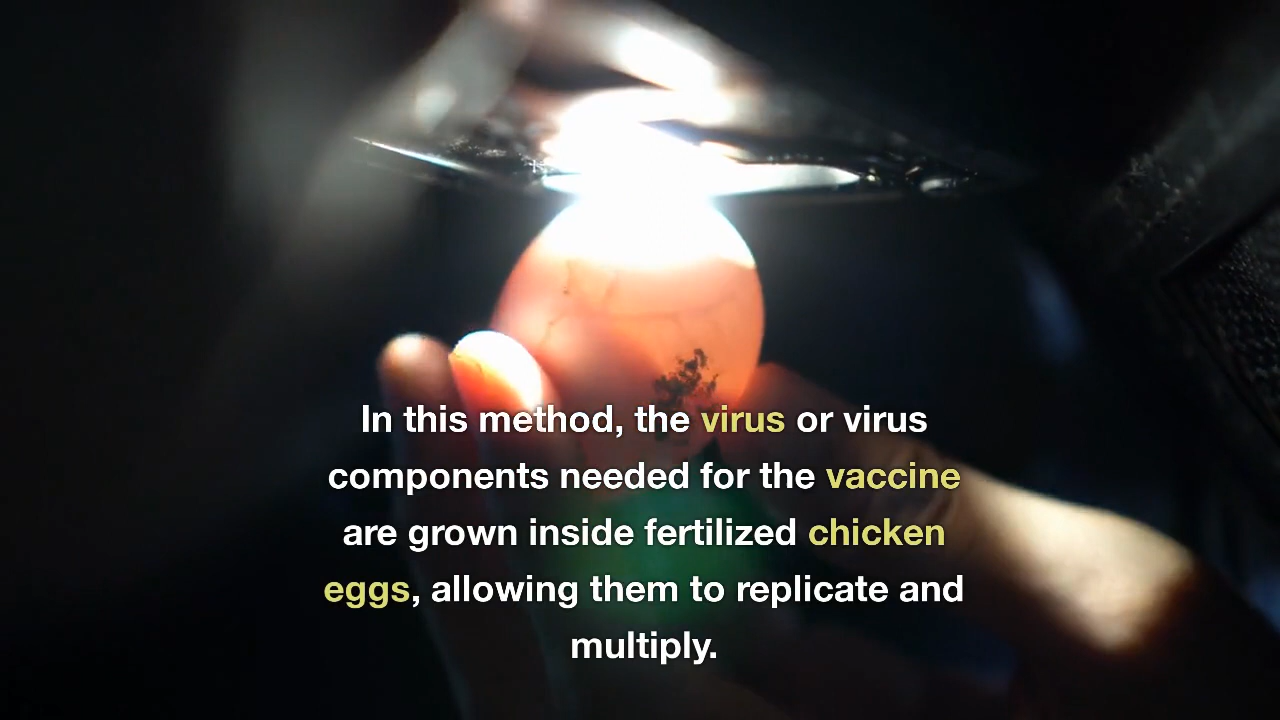 In this method, the virus or virus
components needed for the vaccine
are grown inside fertilized chicken
eggs, allowing them to replicate and
multiply.